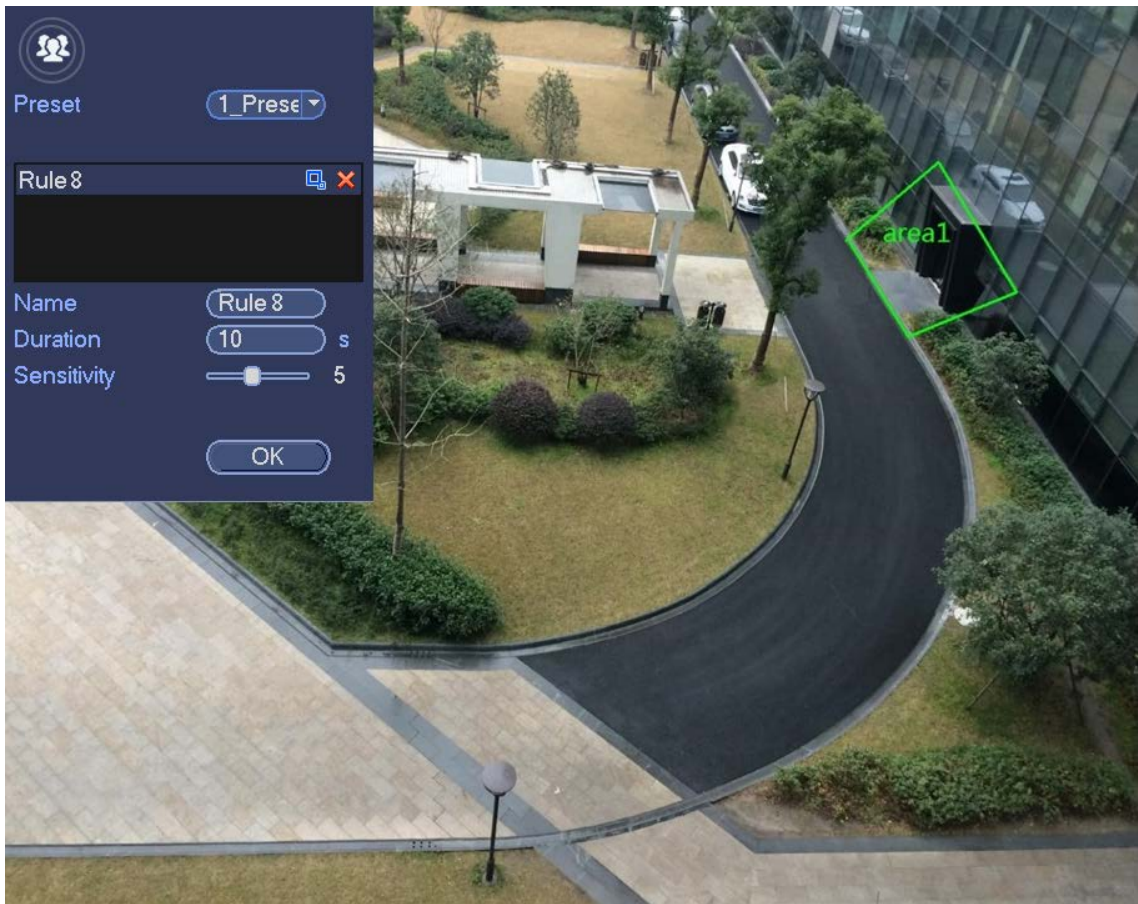 Preset 1_Prese
Rule 8
Name Rule 8
Duration 10 s
Sensitivity 5
OK
area1